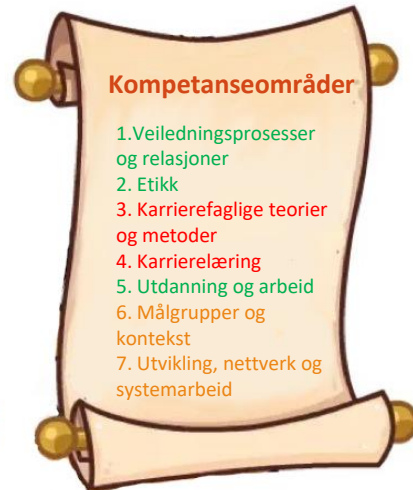 Kompetanseområder
1.Veiledningsprosesser
og relasjoner
2. Etikk
3. Karrierefaglige teorier
og metoder
4. Karrierelæring
5. Utdanning og arbeid
6. Målgrupper og
kontekst
7. Utvikling, nettverk og
systemarbeid